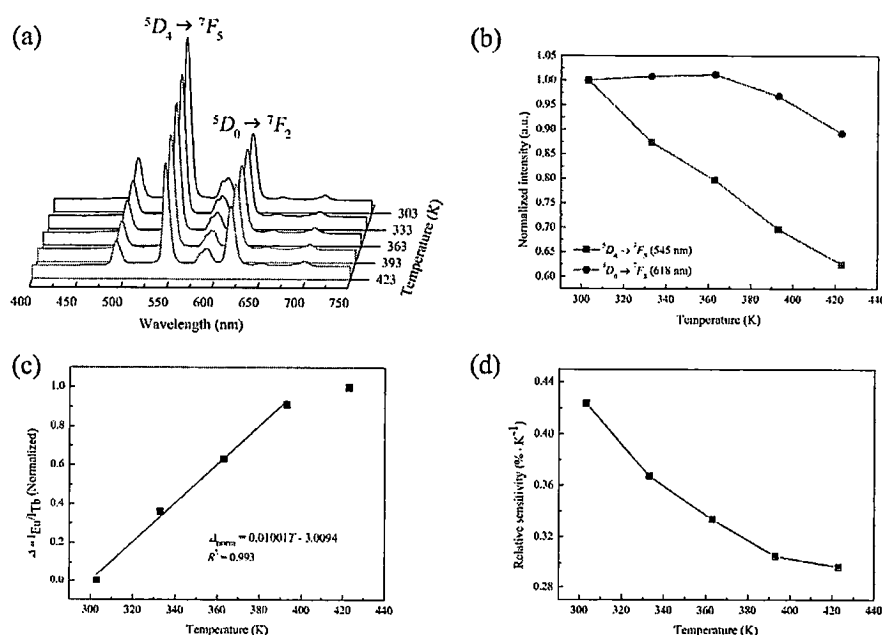 (a)
⁵D₄ → ⁷F₅
⁵D₀ → ⁷F₂
303
333
363
393
423
Temperature (K)
400 450 500 550 600 650 700 750
Wavelength (nm)
(b)
1.05
1.00
0.95
0.90
0.85
0.80
0.75
0.70
0.65
0.60
Normalized intensity (a.u.)
⁵D₄ → ⁷F₅ (545 nm)
⁵D₀ → ⁷F₂ (618 nm)
300 320 340 360 380 400 420 440
Temperature (K)
(c)
1.0
0.8
0.6
0.4
0.2
0.0
Δ = I_Eu/I_Tb (Normalized)
Δ_norm = 0.01001T - 3.0094
R² = 0.993
300 320 340 360 380 400 420 440
Temperature (K)
(d)
0.44
0.40
0.36
0.32
0.28
Relative sensitivity (% · K⁻¹)
300 320 340 360 380 400 420 440
Temperature (K)